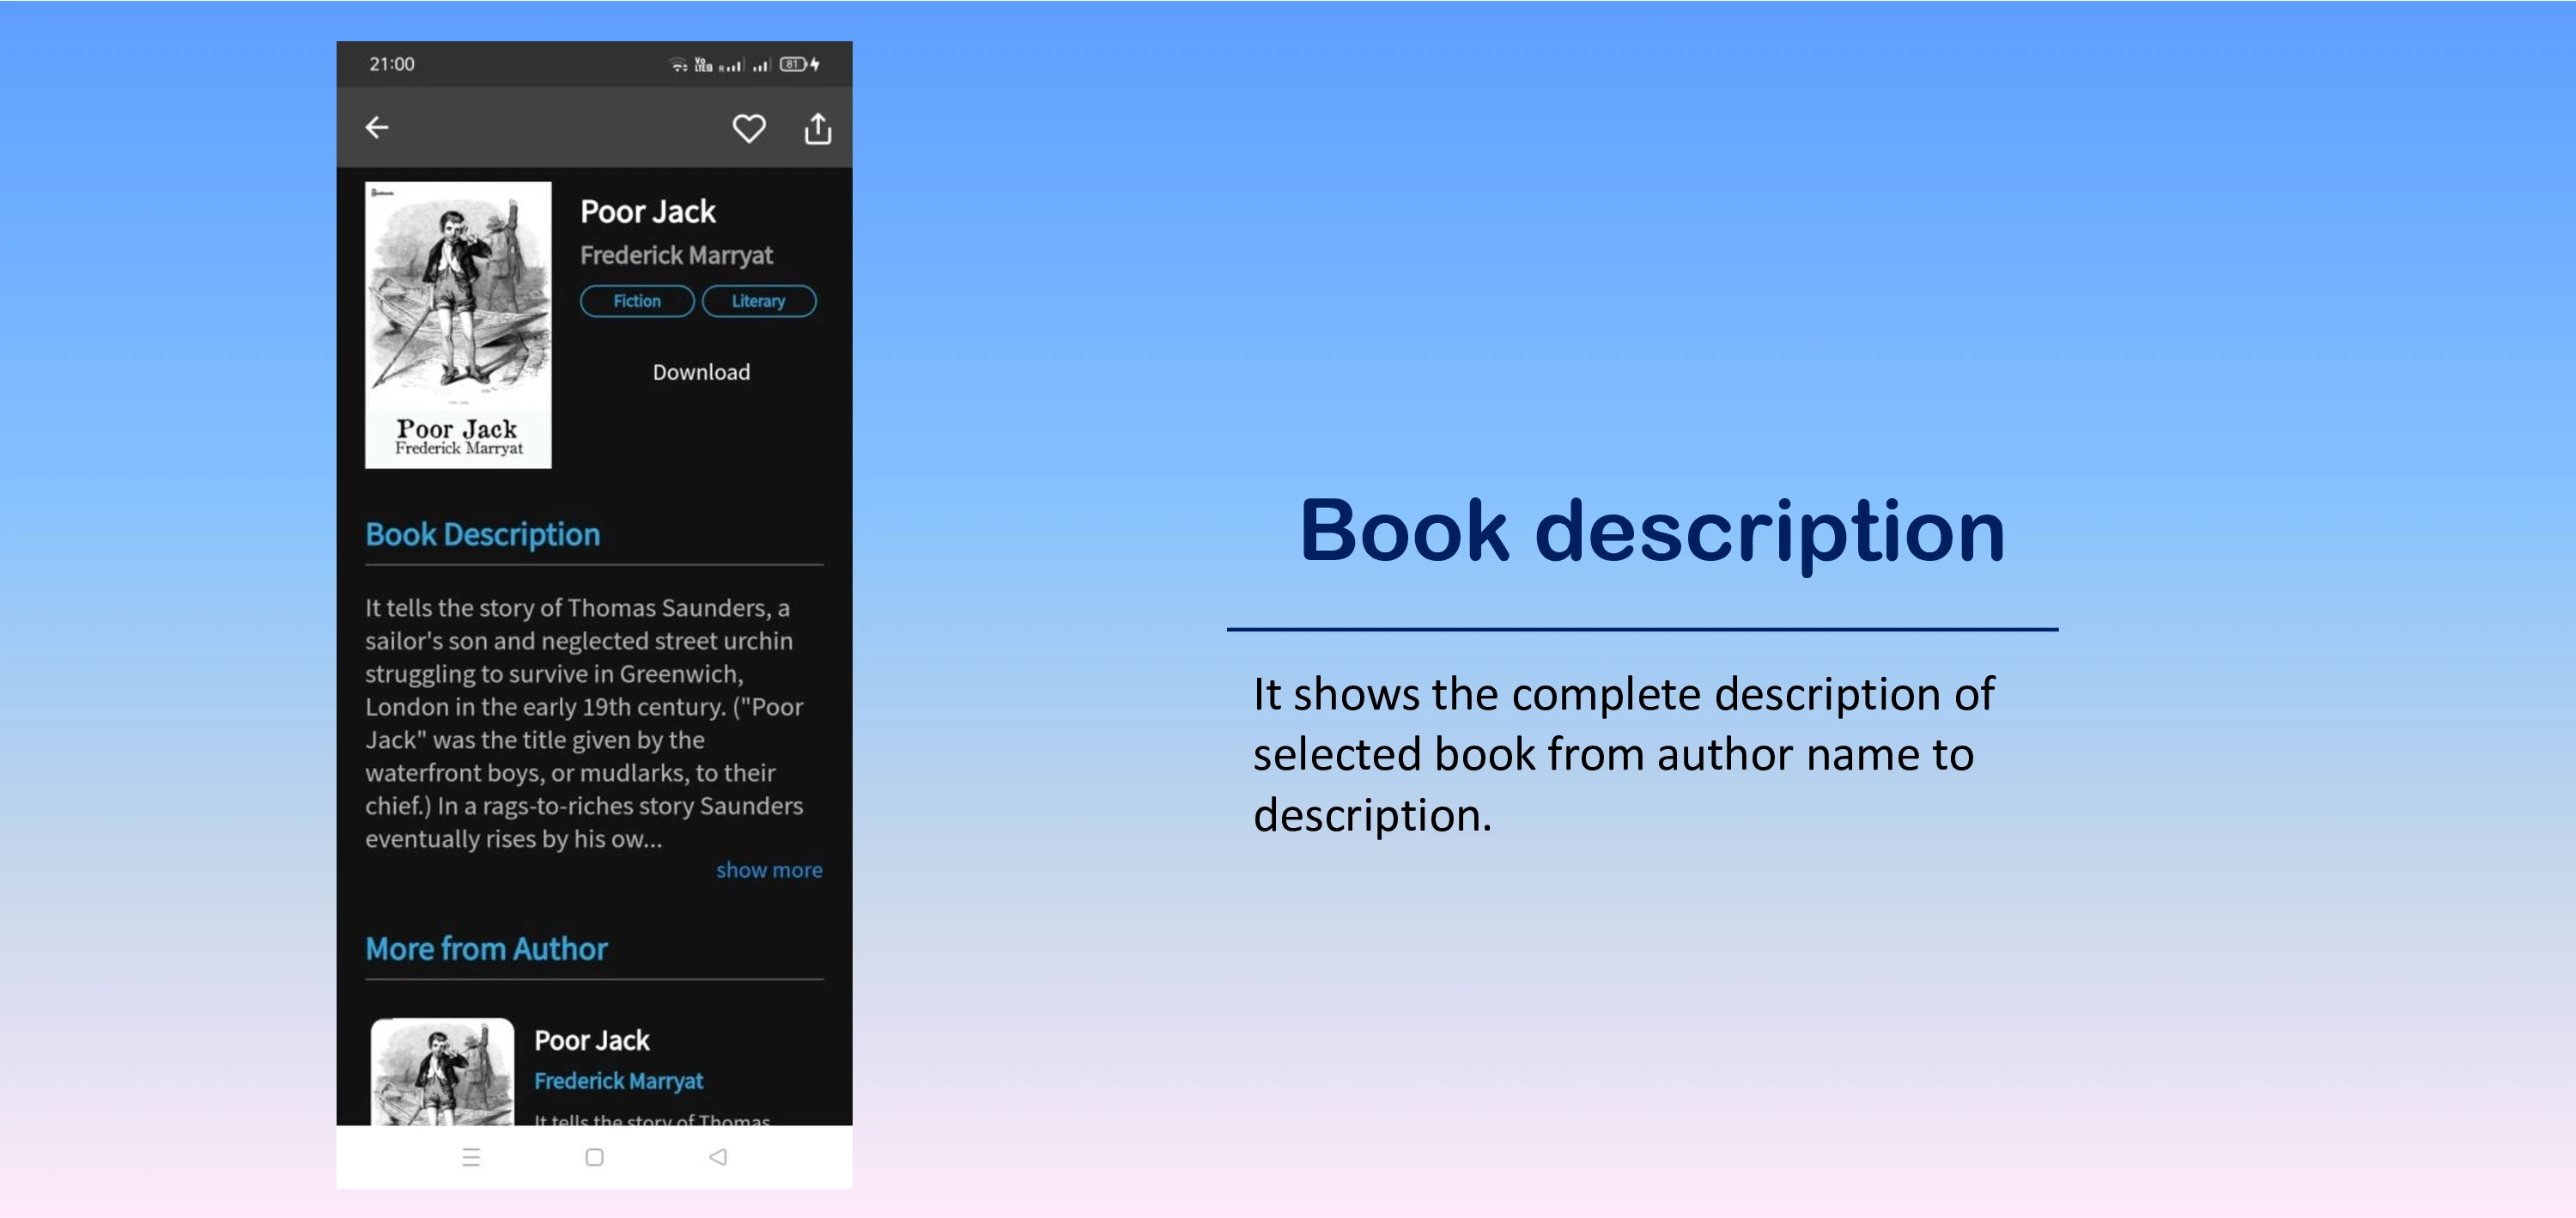 21:00
Vo
LTE
R
81
Poor Jack
Frederick Marryat
Fiction
Literary
Download
Poor Jack
Frederick Marryat
Book Description
It tells the story of Thomas Saunders, a
sailor's son and neglected street urchin
struggling to survive in Greenwich,
London in the early 19th century. ("Poor
Jack" was the title given by the
waterfront boys, or mudlarks, to their
chief.) In a rags-to-riches story Saunders
eventually rises by his ow...
show more
More from Author
Poor Jack
Frederick Marryat
It tells the story of Thomas
Book description
It shows the complete description of
selected book from author name to
description.